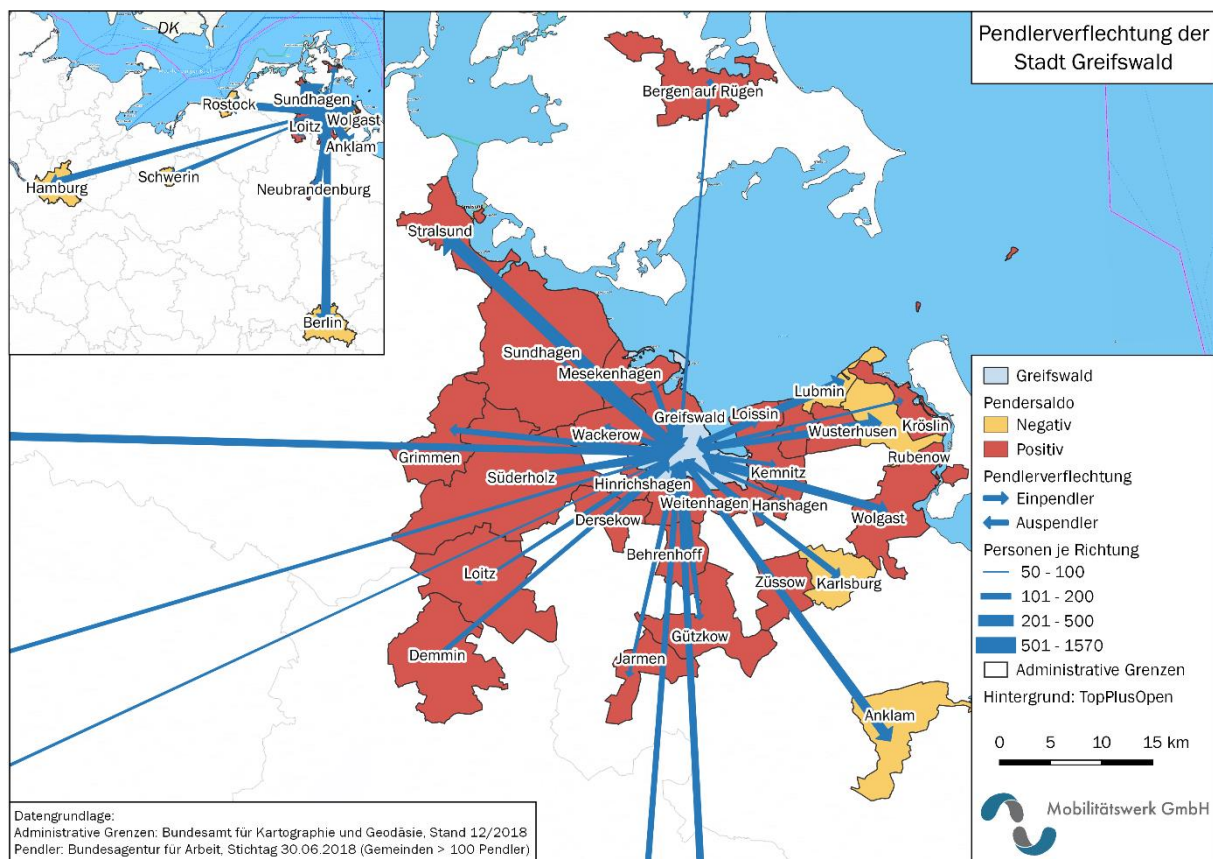 Pendlerverflechtung der
Stadt Greifswald
DK
Rostock
Sundhagen
Wolgast
Loitz
Anklam
Hamburg
Schwerin
Neubrandenburg
Berlin
Bergen auf Rügen
Stralsund
Sundhagen
Mesekenhagen
Lubmin
Greifswald
Loissin
Kröslin
Wackerow
Wusterhusen
Grimmen
Rubenow
Süderholz
Kemnitz
Hinrichshagen
Weitenhagen
Hanshagen
Wolgast
Dersekow
Behrenhoff
Loitz
Züssow
Karlsburg
Gützkow
Demmin
Jarmen
Anklam
Greifswald
Pendersaldo
Negativ
Positiv
Pendlerverflechtung
Einpendler
Auspendler
Personen je Richtung
50 - 100
101 - 200
201 - 500
501 - 1570
Administrative Grenzen
Hintergrund: TopPlusOpen
0 5 10 15 km
Mobilitätswerk GmbH
Datengrundlage:
Administrative Grenzen: Bundesamt für Kartographie und Geodäsie, Stand 12/2018
Pendler: Bundesagentur für Arbeit, Stichtag 30.06.2018 (Gemeinden > 100 Pendler)